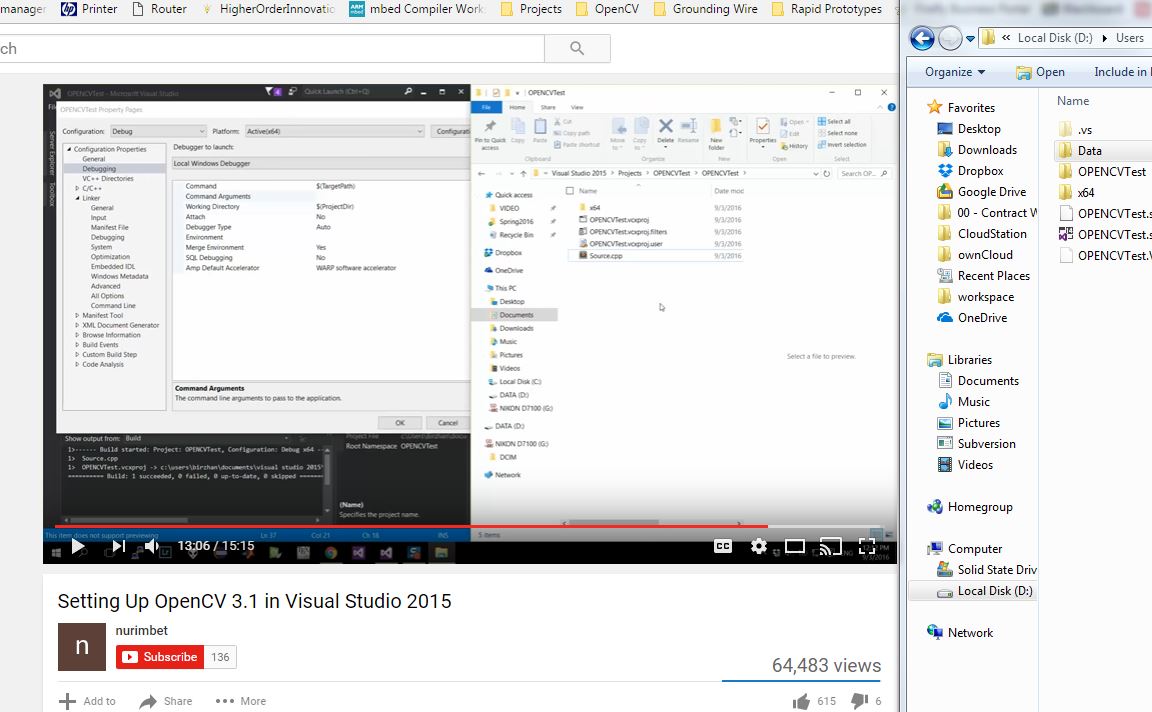 manager Printer Router HigherOrderInnovatio mbed Compiler Work Projects OpenCV Grounding Wire Rapid Prototypes
ch
OPENCVTest - Microsoft Visual Studio
Quick Launch (Ctrl+Q)
OPENCVTest Property Pages
Configuration: Debug Platform: Active(x64) Configurati
Server Explorer Toolbox
Configuration Properties
General
Debugging
VC++ Directories
C/C++
Linker
General
Input
Manifest File
Debugging
System
Optimization
Embedded IDL
Windows Metadata
Advanced
All Options
Command Line
Manifest Tool
XML Document Generator
Browse Information
Build Events
Custom Build Step
Code Analysis
Debugger to launch:
Local Windows Debugger
Command $(TargetPath)
Command Arguments
Working Directory $(ProjectDir)
Attach No
Debugger Type Auto
Environment
Merge Environment Yes
SQL Debugging No
Amp Default Accelerator WARP software accelerator
Command Arguments
The command line arguments to pass to the application.
OK Cancel
Show output from: Build
1>------ Build started: Project: OPENCVTest, Configuration: Debug x64 --
1> Source.cpp
1> OPENCVTest.vcxproj -> c:\users\birzhan\documents\visual studio 2015\
========== Build: 1 succeeded, 0 failed, 0 up-to-date, 0 skipped ======
Project File
Root Namespace OPENCVTest
(Name)
Specifies the project name.
This item does not support previewing Ln 37 Col 21 Ch 18 INS
OPENCVTest
File Home Share View
Pin to Quick access
Copy
Paste
Cut
Copy path
Paste shortcut
Move to
Copy to
Delete
Rename
New folder
Properties
Open
Edit
History
Select all
Select none
Invert selection
Clipboard Organize New Open Select
Visual Studio 2015 Projects OPENCVTest OPENCVTest Search OP...
Quick access
VIDEO
Spring2016
Recycle Bin
Dropbox
OneDrive
This PC
Desktop
Documents
Downloads
Music
Pictures
Videos
Local Disk (C:)
DATA (D:)
NIKON D7100 (G:)
DATA (D:)
NIKON D7100 (G:)
DCIM
Network
Name Date mod
x64 9/3/2016
OPENCVTest.vcxproj 9/3/2016
OPENCVTest.vcxproj.filters 9/3/2016
OPENCVTest.vcxproj.user 9/3/2016
Source.cpp 9/3/2016
Select a file to preview.
5 items
13:06 / 15:15
CC
9/3/2016
Setting Up OpenCV 3.1 in Visual Studio 2015
n
nurimbet
Subscribe 136
64,483 views
Add to Share More 615 6
« Local Disk (D:) Users
Organize Open Include in l
Favorites
Desktop
Downloads
Dropbox
Google Drive
00 - Contract W
CloudStation
ownCloud
Recent Places
workspace
OneDrive
Libraries
Documents
Music
Pictures
Subversion
Videos
Homegroup
Computer
Solid State Driv
Local Disk (D:)
Network
Name
.vs
Data
OPENCVTest
x64
OPENCVTest.s
OPENCVTest.s
OPENCVTest.V